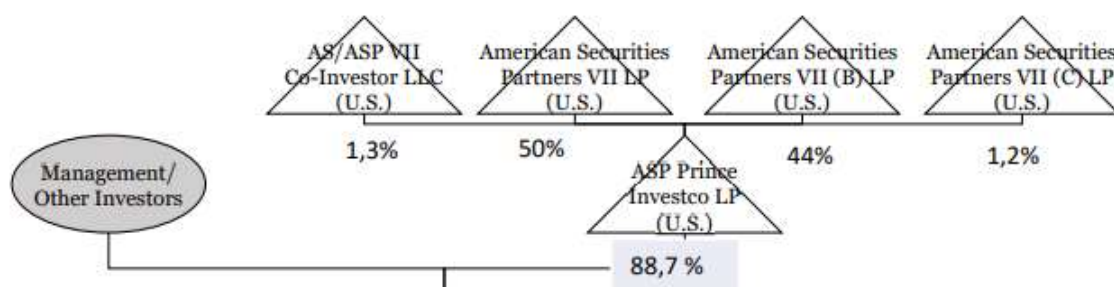 AS/ASP VII
Co-Investor LLC
(U.S.)
American Securities
Partners VII LP
(U.S.)
American Securities
Partners VII (B) LP
(U.S.)
American Securities
Partners VII (C) LP
(U.S.)
1,3%
50%
44%
1,2%
Management/
Other Investors
ASP Prince
Investco LP
(U.S.)
88,7 %